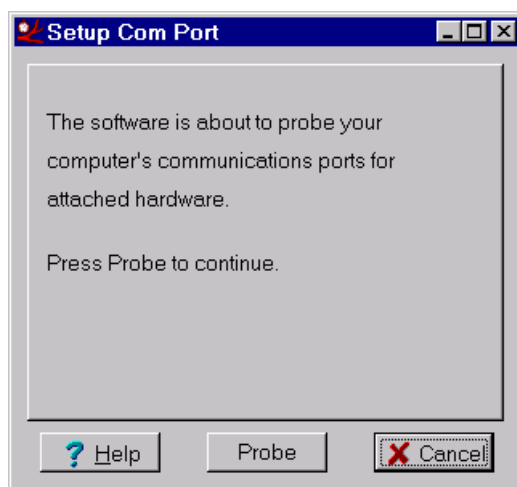 Setup Com Port
The software is about to probe your
computer's communications ports for
attached hardware.
Press Probe to continue.
? Help
Probe
Cancel